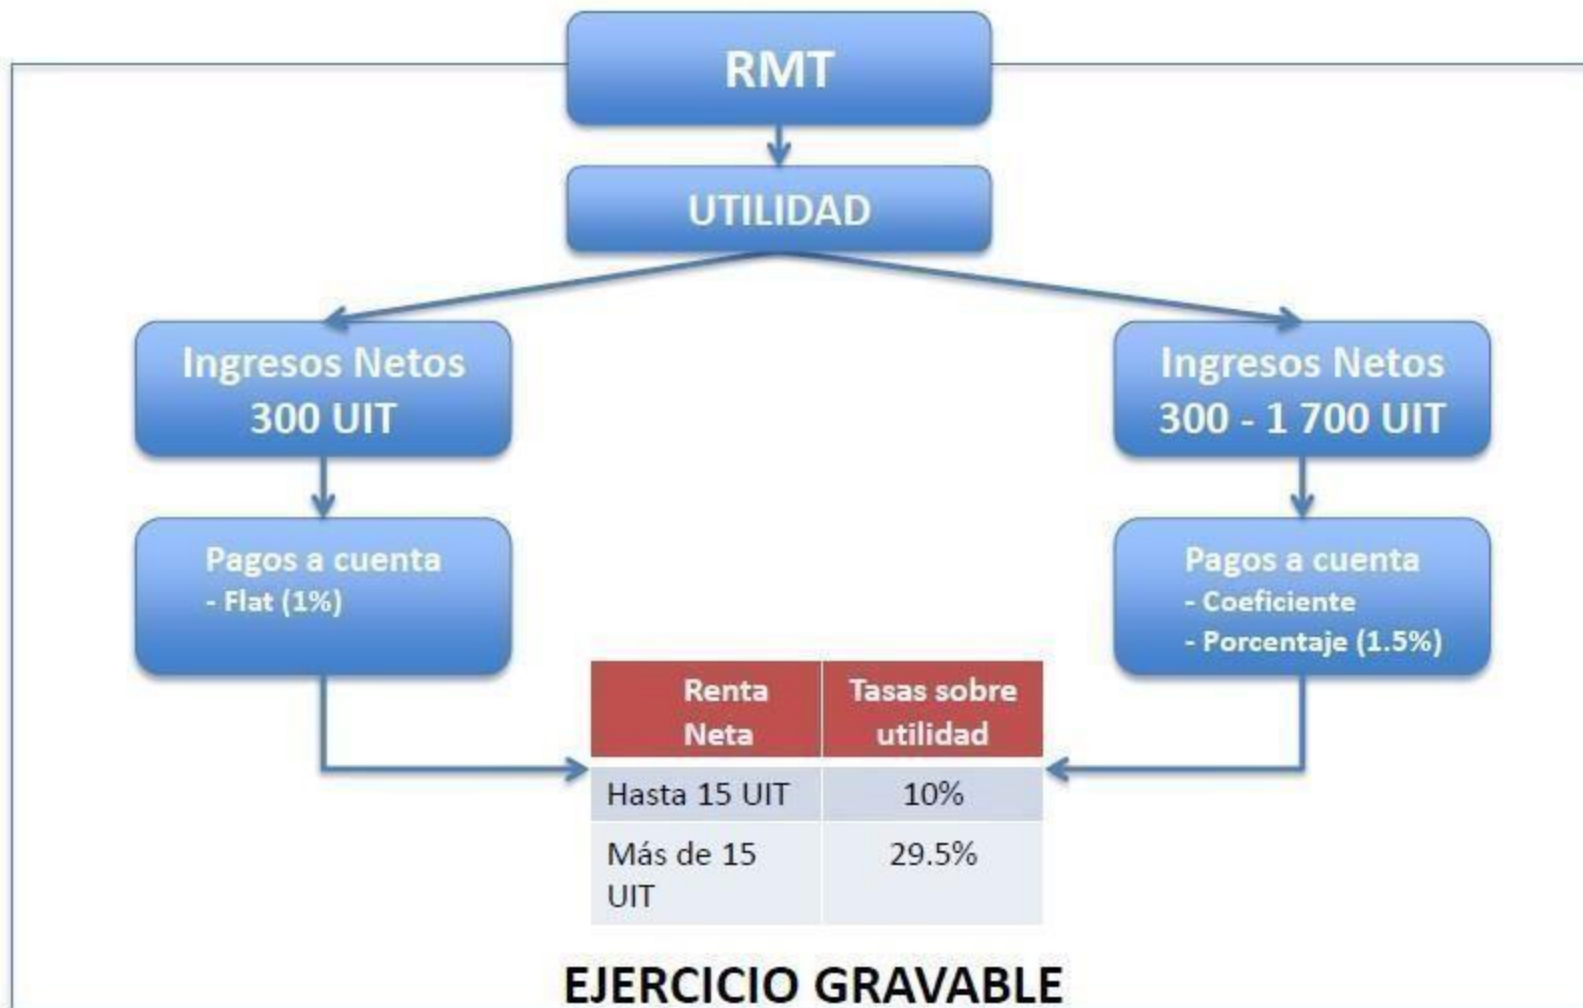 RMT
UTILIDAD
Ingresos Netos
300 UIT
Ingresos Netos
300 - 1 700 UIT
Pagos a cuenta
- Flat (1%)
Pagos a cuenta
- Coeficiente
- Porcentaje (1.5%)
Renta
Neta
Tasas sobre
utilidad
Hasta 15 UIT
10%
Más de 15
UIT
29.5%
EJERCICIO GRAVABLE